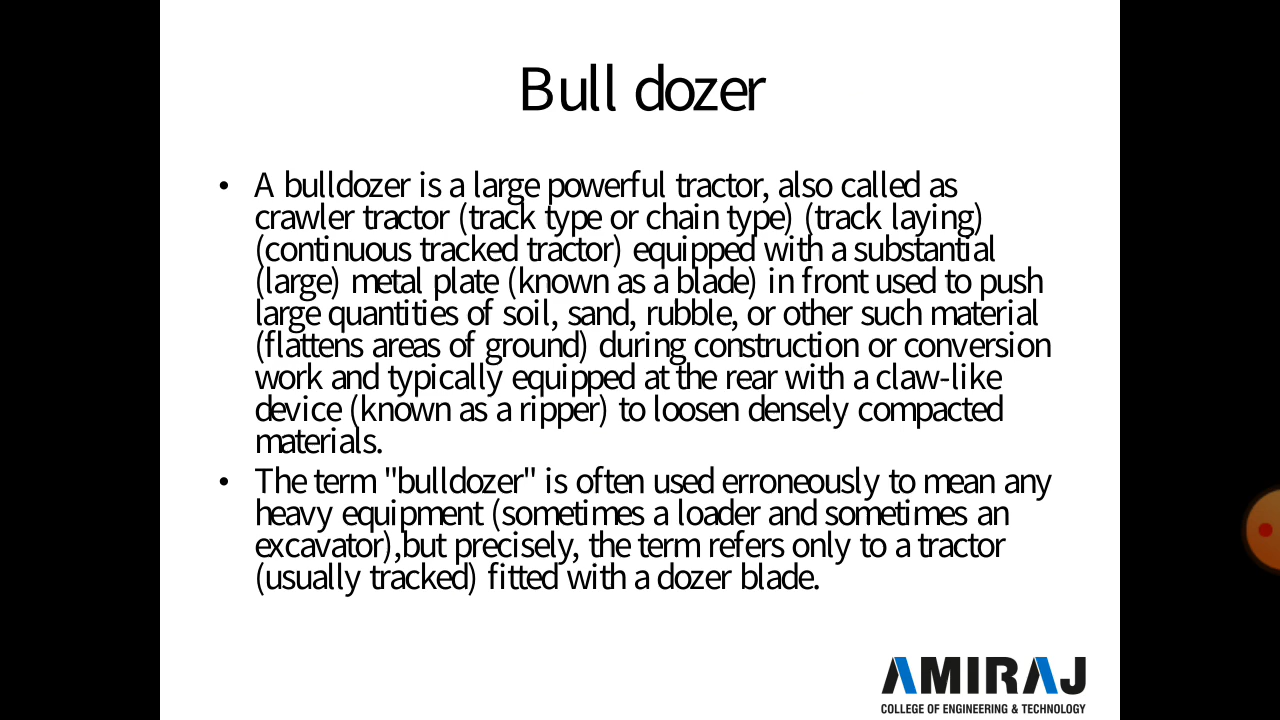 Bull dozer
• A bulldozer is a large powerful tractor, also called as
crawler tractor (track type or chain type) (track laying)
(continuous tracked tractor) equipped with a substantial
(large) metal plate (known as a blade) in front used to push
large quantities of soil, sand, rubble, or other such material
(flattens areas of ground) during construction or conversion
work and typically equipped at the rear with a claw-like
device (known as a ripper) to loosen densely compacted
materials.
• The term "bulldozer" is often used erroneously to mean any
heavy equipment (sometimes a loader and sometimes an
excavator),but precisely, the term refers only to a tractor
(usually tracked) fitted with a dozer blade.
AMIRAJ
COLLEGE OF ENGINEERING & TECHNOLOGY